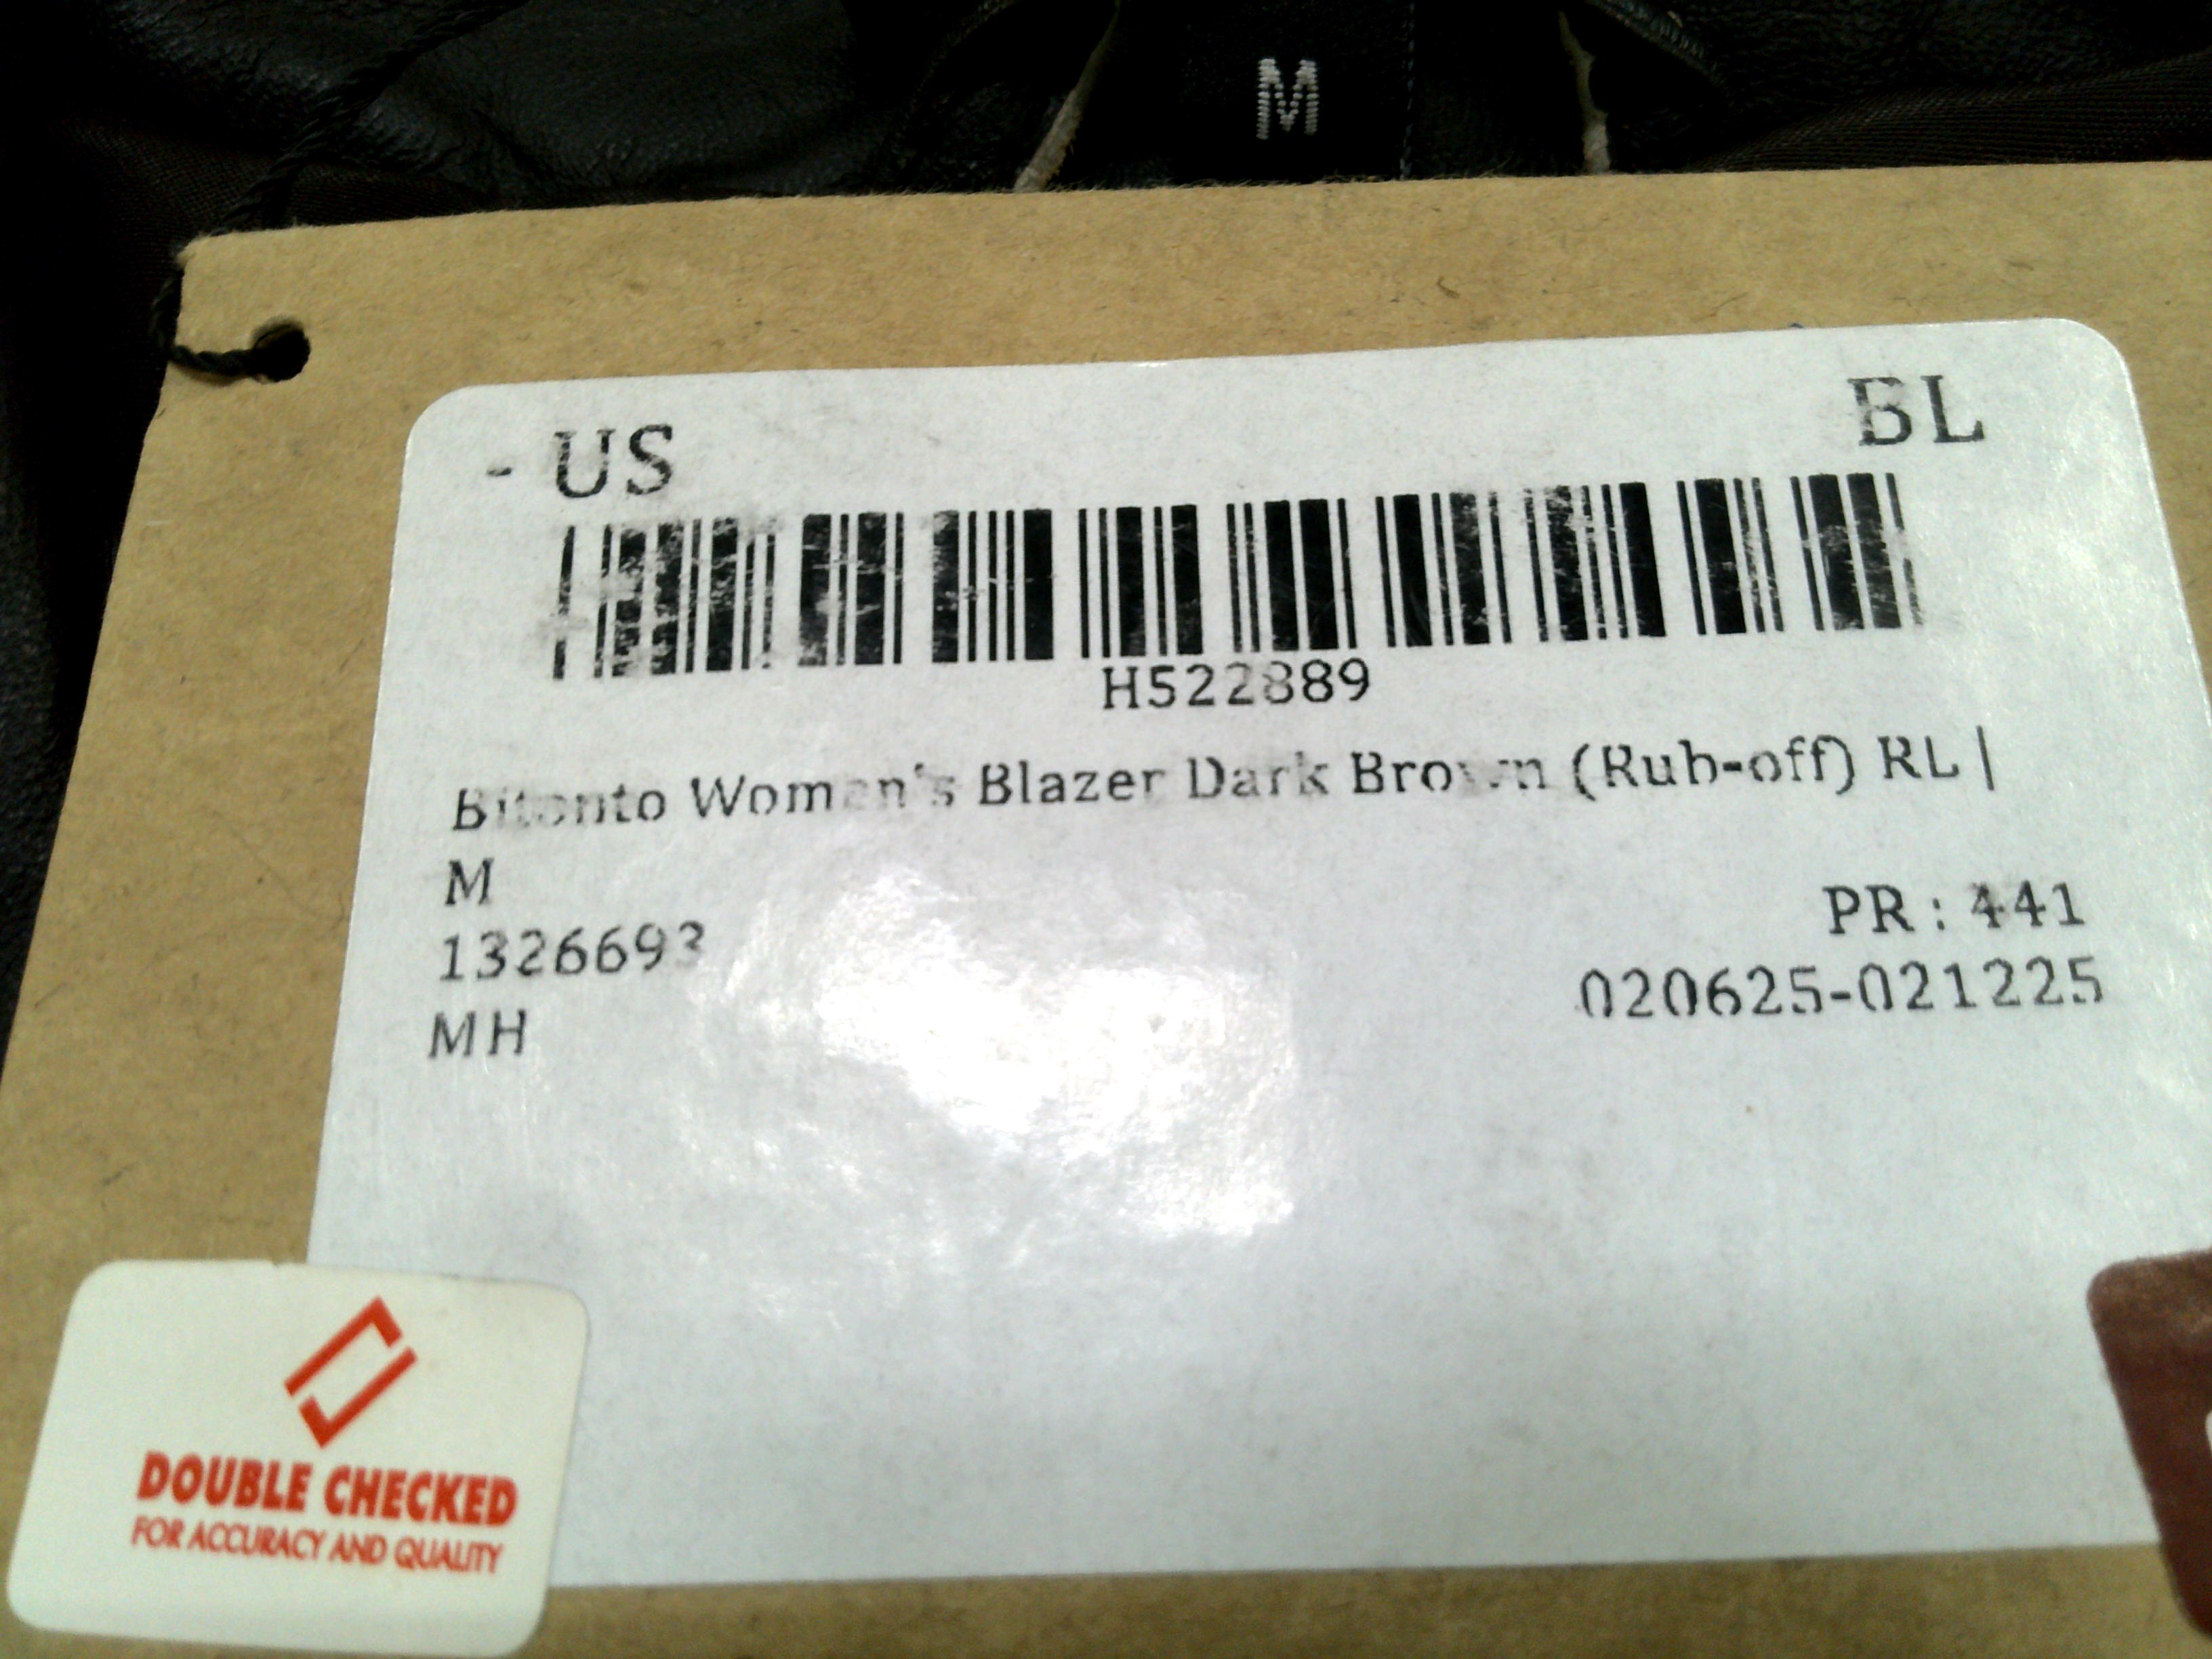 M
- US BL
H522889
Bitonto Woman's Blazer Dark Brown (Rub-off) RL |
M
PR : 441
1326693
020625-021225
MH
DOUBLE CHECKED
FOR ACCURACY AND QUALITY